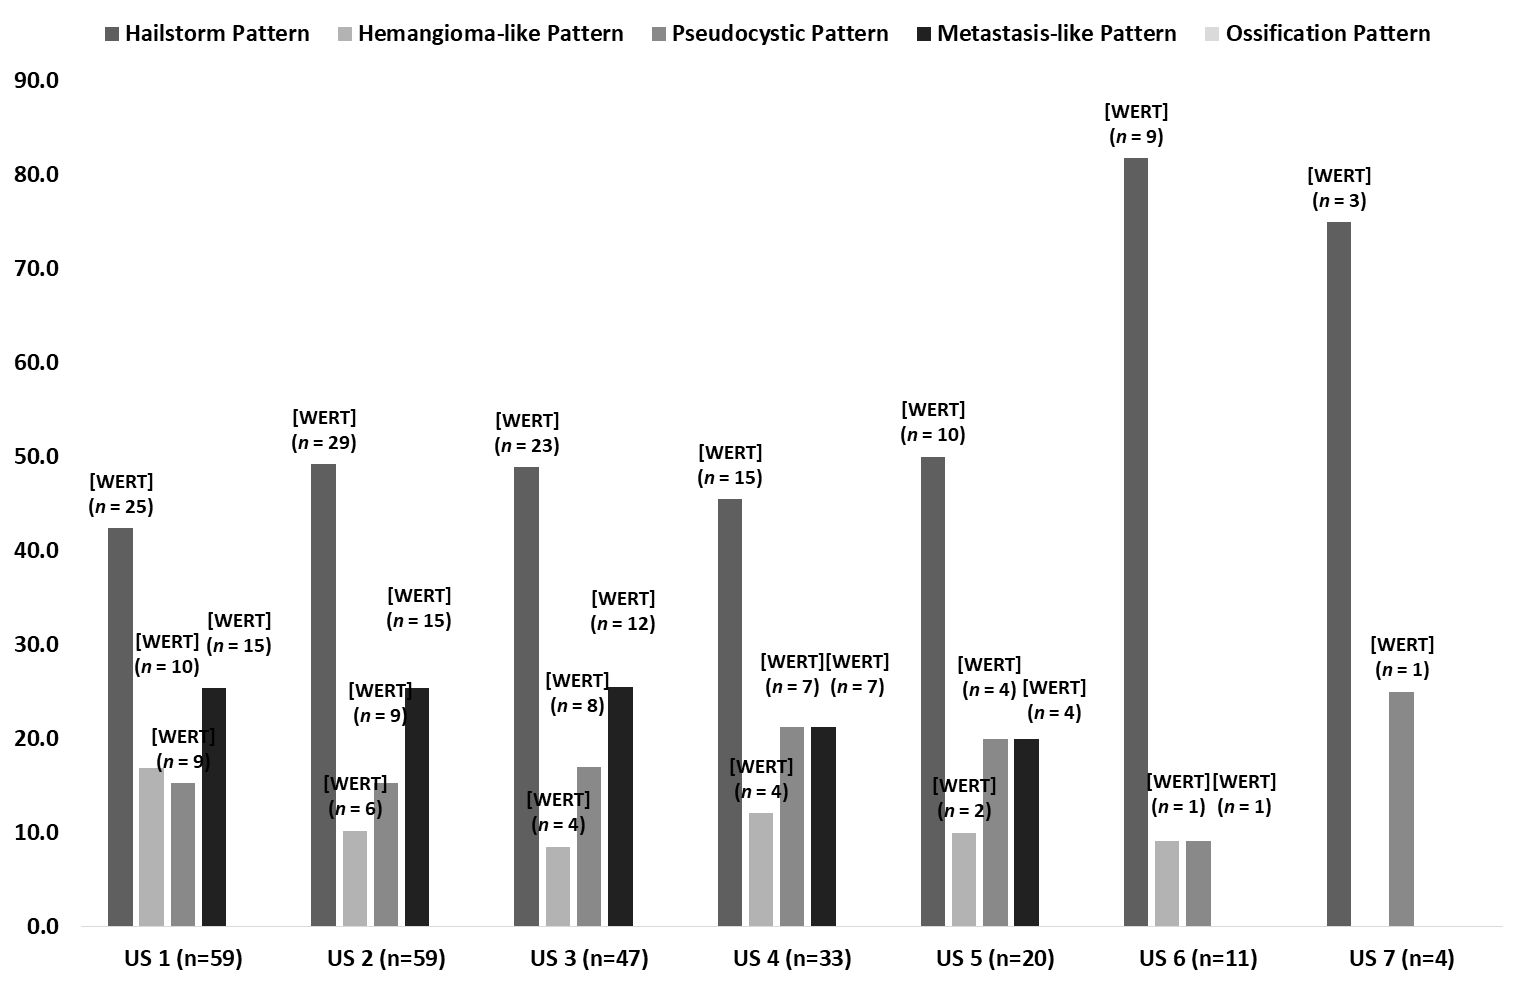 Hailstorm Pattern Hemangioma-like Pattern Pseudocystic Pattern Metastasis-like Pattern Ossification Pattern
90.0
80.0
70.0
60.0
50.0
40.0
30.0
20.0
10.0
0.0
[WERT]
(n = 25)
[WERT]
(n = 10)
[WERT]
(n = 9)
[WERT]
(n = 15)
[WERT]
(n = 29)
[WERT]
(n = 6)
[WERT]
(n = 9)
[WERT]
(n = 15)
[WERT]
(n = 23)
[WERT]
(n = 4)
[WERT]
(n = 8)
[WERT]
(n = 12)
[WERT]
(n = 15)
[WERT]
(n = 4)
[WERT]
(n = 7)
[WERT]
(n = 7)
[WERT]
(n = 10)
[WERT]
(n = 2)
[WERT]
(n = 4)
[WERT]
(n = 4)
[WERT]
(n = 9)
[WERT]
(n = 1)
[WERT]
(n = 1)
[WERT]
(n = 3)
[WERT]
(n = 1)
US 1 (n=59) US 2 (n=59) US 3 (n=47) US 4 (n=33) US 5 (n=20) US 6 (n=11) US 7 (n=4)